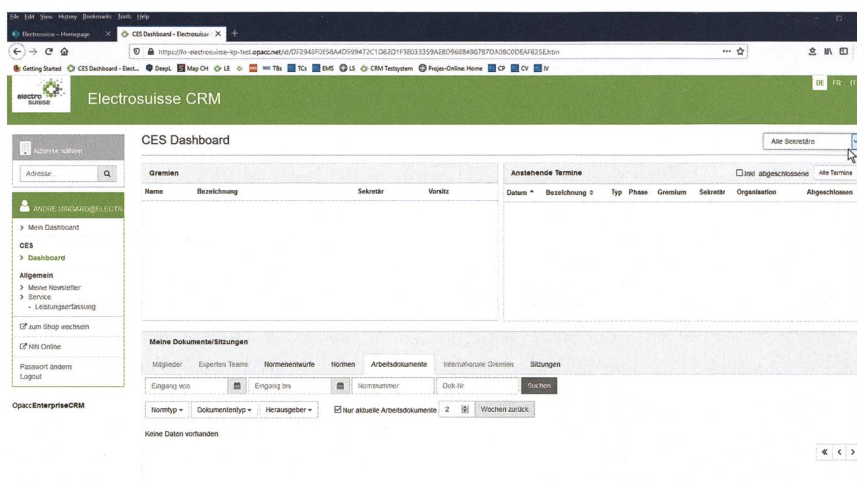 File Edit View History Bookmarks Tools Help
Electrosuisse - Homepage × CES Dashboard - Electrosuisse × +
Getting Started CES Dashboard - Elect... DeepL Map CH LE TBs TCs EMS LS CRM Testsystem Projex-Online: Home CP CV IV
electro suisse
Electrosuisse CRM
DE FR IT
Adresse wählen
CES Dashboard
Alle Sekretäre
Adresse...
Gremien
Anstehende Termine
Inkl. abgeschlossene Alle Termine
Name Bezeichnung Sekretär Vorsitz
Datum Bezeichnung Typ Phase Gremium Sekretär Organisation Abgeschlossen
> Mein Dashboard
CES
> Dashboard
Allgemein
> Meine Newsletter
> Service
- Leistungserfassung
zum Shop wechseln
NIN Online
Passwort ändern
Logout
OpaccEnterpriseCRM
Meine Dokumente/Sitzungen
Mitglieder Experten Teams Normenentwürfe Normen Arbeitsdokumente Internationale Gremien Sitzungen
Eingang von Eingang bis Normnummer Dok-Nr. Suchen
Normtyp Dokumententyp Herausgeber Nur aktuelle Arbeitsdokumente 2 Wochen zurück
Keine Daten vorhanden
« < >